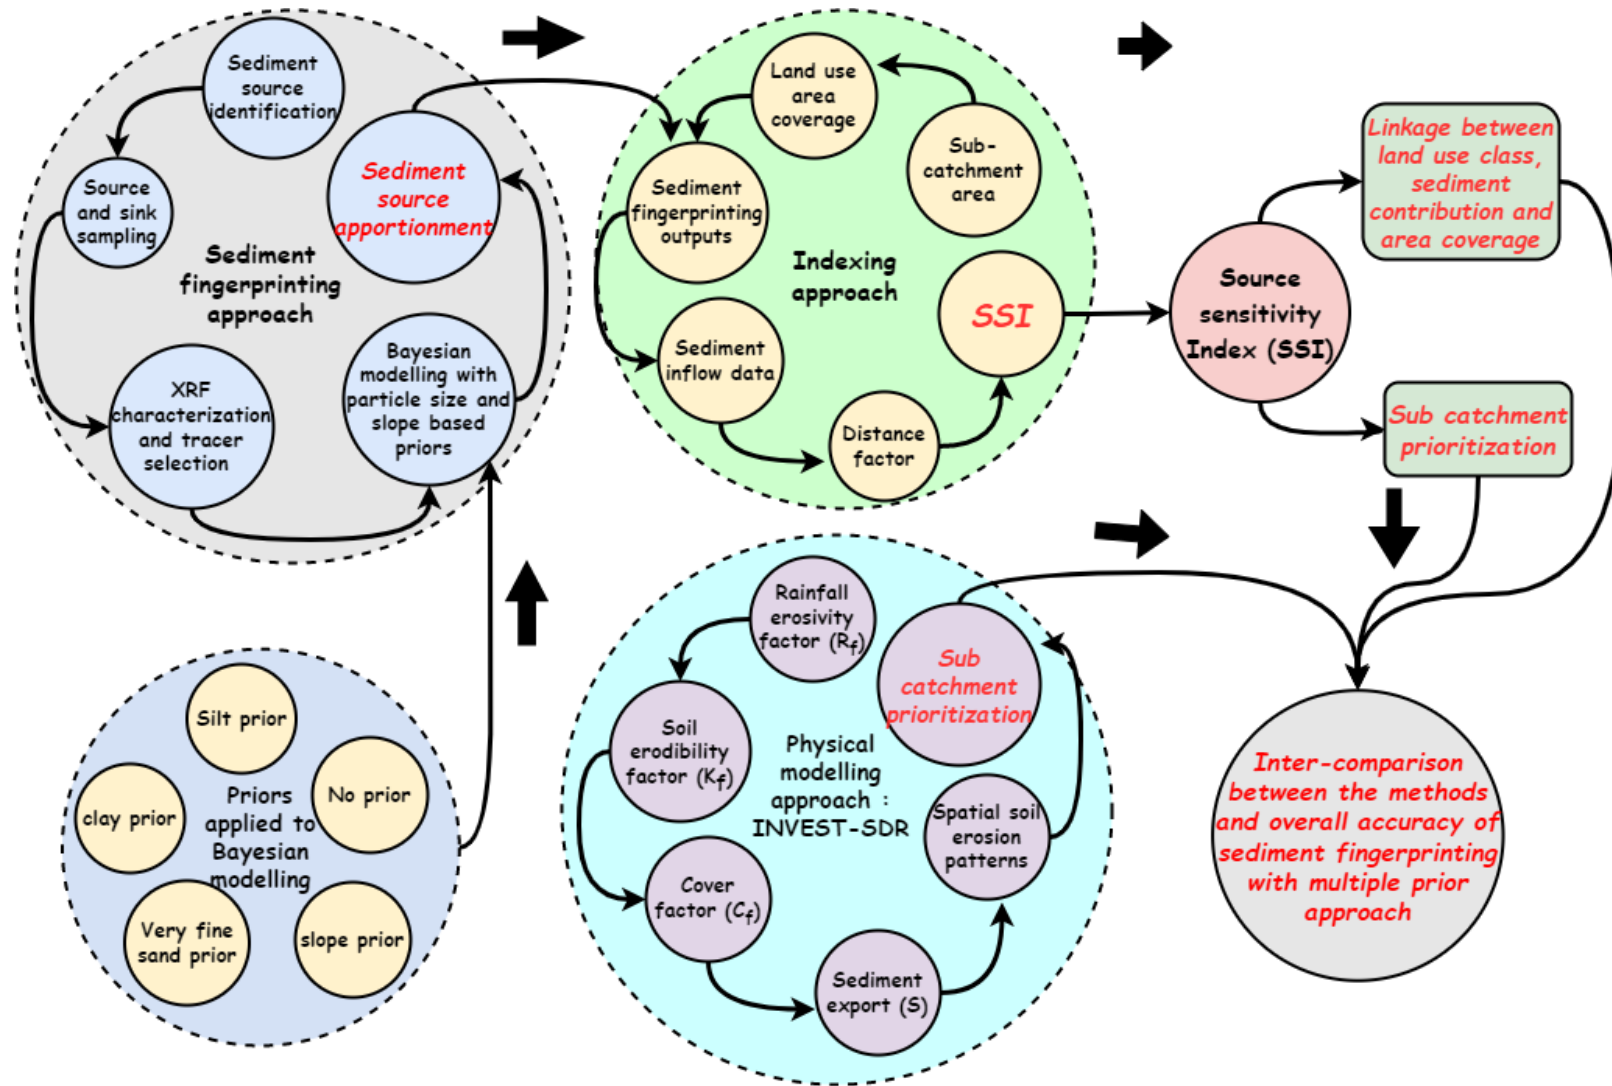 Sediment
source
identification
Source
and sink
sampling
Sediment
source
apportionment
Sediment
fingerprinting
approach
XRF
characterization
and tracer
selection
Bayesian
modelling with
particle size and
slope based
priors
Land use
area
coverage
Sub-
catchment
area
Sediment
fingerprinting
outputs
Indexing
approach
SSI
Sediment
inflow data
Distance
factor
Source
sensitivity
Index (SSI)
Linkage between
land use class,
sediment
contribution and
area coverage
Sub catchment
prioritization
Silt prior
No prior
clay prior
Priors
applied to
Bayesian
modelling
Very fine
sand prior
slope prior
Rainfall
erosivity
factor (Rf)
Sub
catchment
prioritization
Soil
erodibility
factor (Kf)
Physical
modelling
approach :
INVEST-SDR
Spatial soil
erosion
patterns
Cover
factor (Cf)
Sediment
export (S)
Inter-comparison
between the methods
and overall accuracy of
sediment fingerprinting
with multiple prior
approach